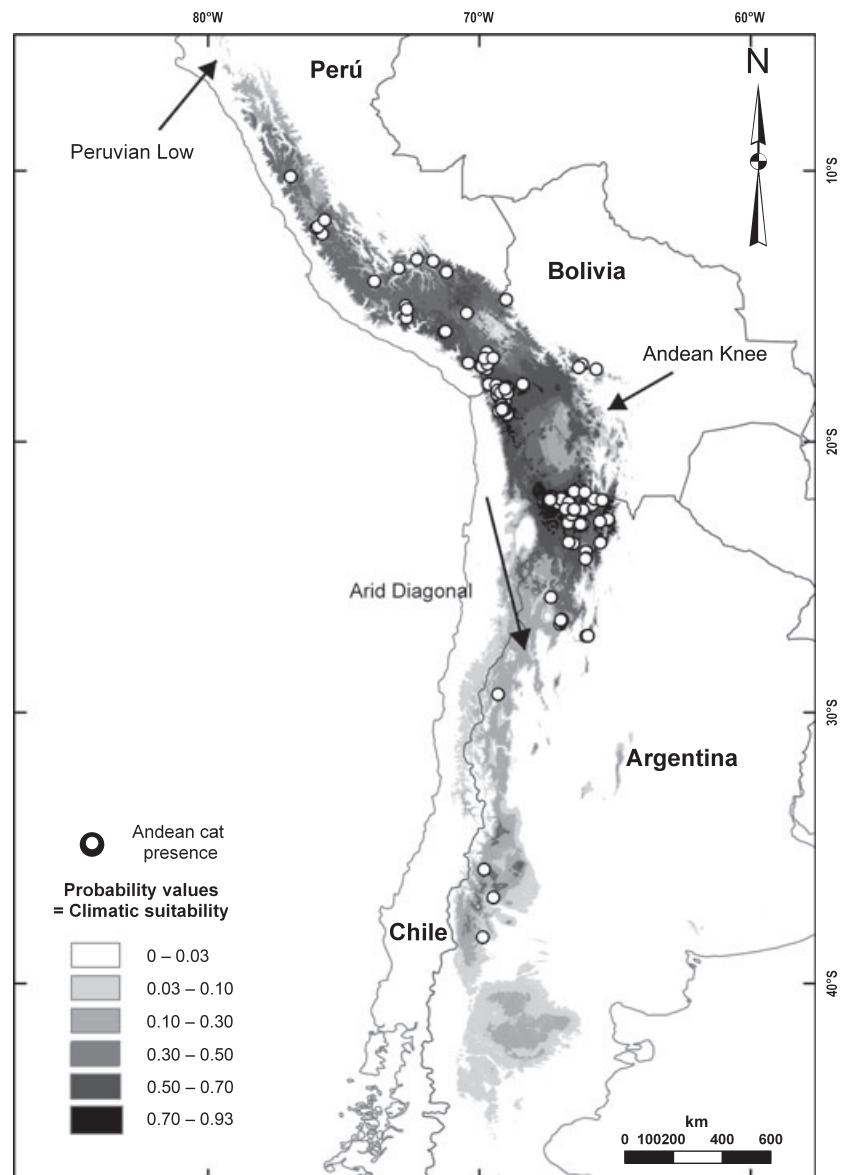 80°W 70°W 60°W
N
Perú
Peruvian Low
10°S
Bolivia
Andean Knee
20°S
Arid Diagonal
30°S
Argentina
Andean cat
presence
Probability values
= Climatic suitability
Chile
0 – 0.03
0.03 – 0.10
40°S
0.10 – 0.30
0.30 – 0.50
0.50 – 0.70
0.70 – 0.93
km
0 100 200 400 600